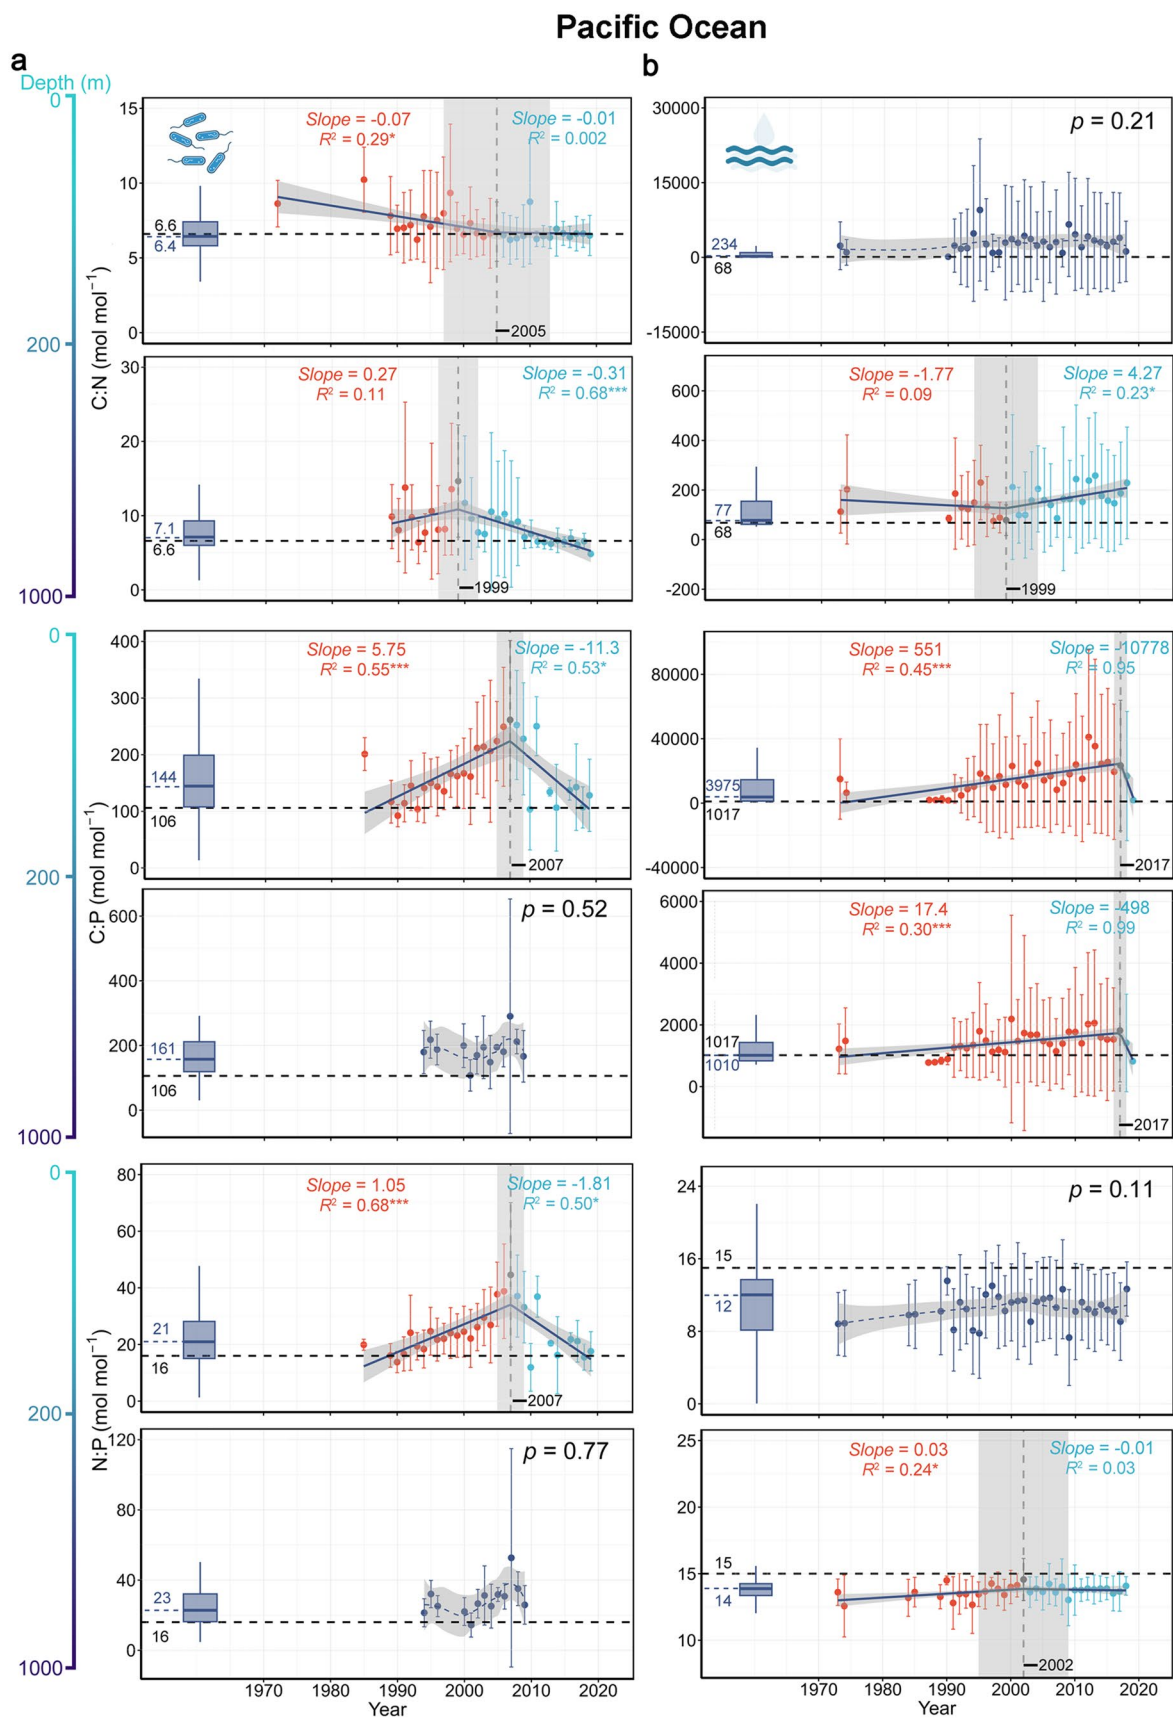 Pacific Ocean
a
b
Depth (m)
0
200
1000
0
200
1000
0
200
1000
C:N (mol mol⁻¹)
C:P (mol mol⁻¹)
N:P (mol mol⁻¹)
15
10
5
0
6.6
6.4
Slope = -0.07
R² = 0.29*
Slope = -0.01
R² = 0.002
2005
30000
15000
0
-15000
234
68
p = 0.21
30
20
10
0
7.1
6.6
Slope = 0.27
R² = 0.11
Slope = -0.31
R² = 0.68***
1999
600
400
200
0
-200
77
68
Slope = -1.77
R² = 0.09
Slope = 4.27
R² = 0.23*
1999
400
300
200
100
0
144
106
Slope = 5.75
R² = 0.55***
Slope = -11.3
R² = 0.53*
2007
80000
40000
0
-40000
3975
1017
Slope = 551
R² = 0.45***
Slope = -10778
R² = 0.95
2017
600
400
200
0
161
106
p = 0.52
6000
4000
2000
0
1017
1010
Slope = 17.4
R² = 0.30***
Slope = -498
R² = 0.99
2017
80
60
40
20
0
21
16
Slope = 1.05
R² = 0.68***
Slope = -1.81
R² = 0.50*
2007
24
16
8
0
15
12
p = 0.11
120
80
40
0
23
16
p = 0.77
25
20
15
10
15
14
Slope = 0.03
R² = 0.24*
Slope = -0.01
R² = 0.03
2002
1970 1980 1990 2000 2010 2020
Year
1970 1980 1990 2000 2010 2020
Year